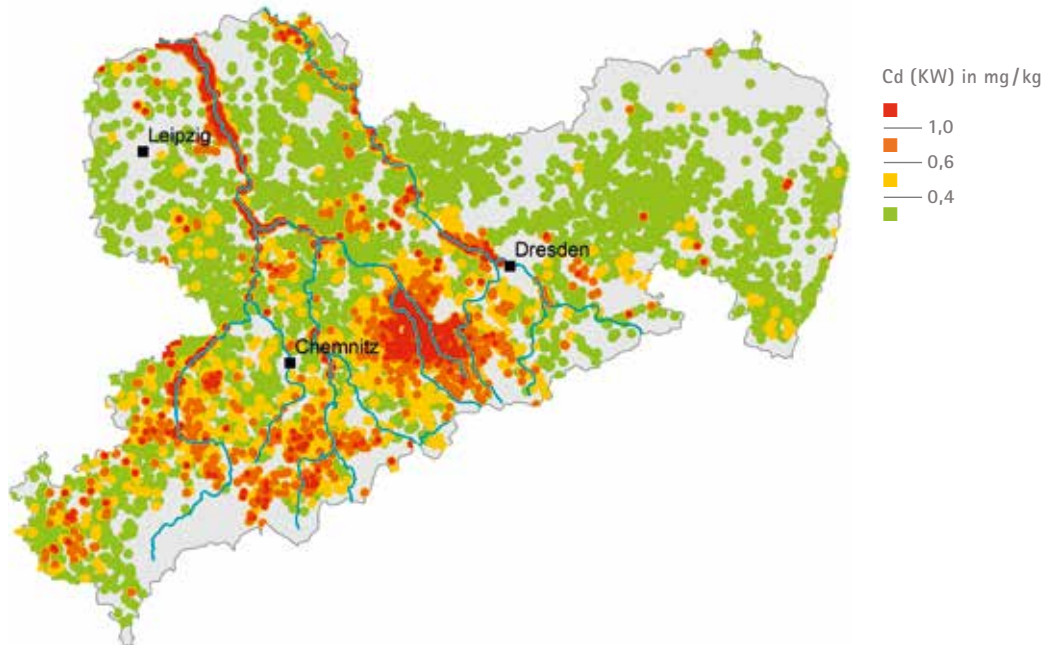 Cd (KW) in mg/kg
1,0
0,6
0,4
Leipzig
Dresden
Chemnitz